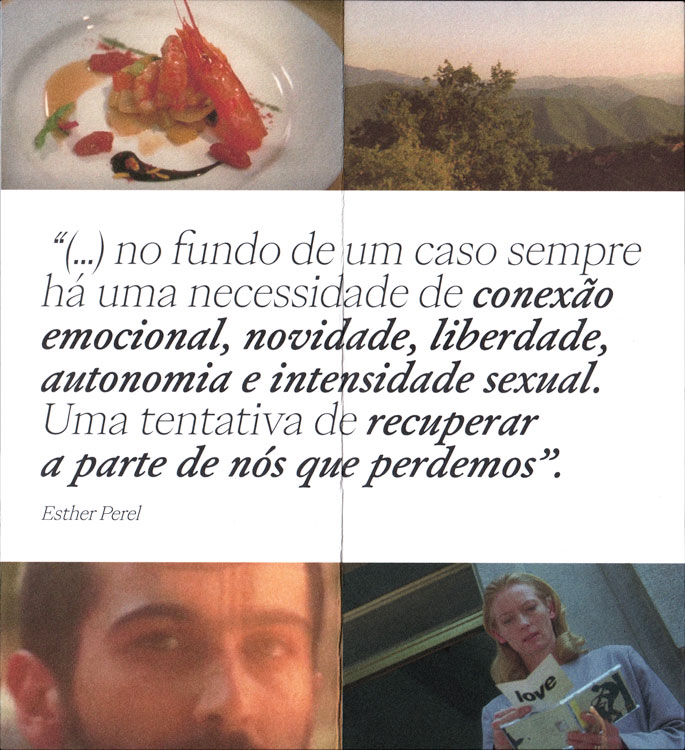 “(...) no fundo de um caso sempre
há uma necessidade de conexão
emocional, novidade, liberdade,
autonomia e intensidade sexual.
Uma tentativa de recuperar
a parte de nós que perdemos”.
Esther Perel
love